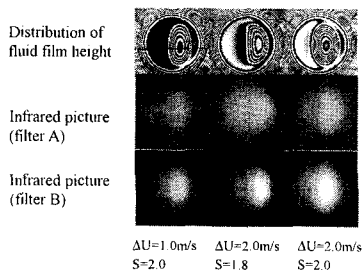 Distribution of
fluid film height
Infrared picture
(filter A)
Infrared picture
(filter B)
ΔU=1.0m/s ΔU=2.0m/s ΔU=2.0m/s
S=2.0 S=1.8 S=2.0